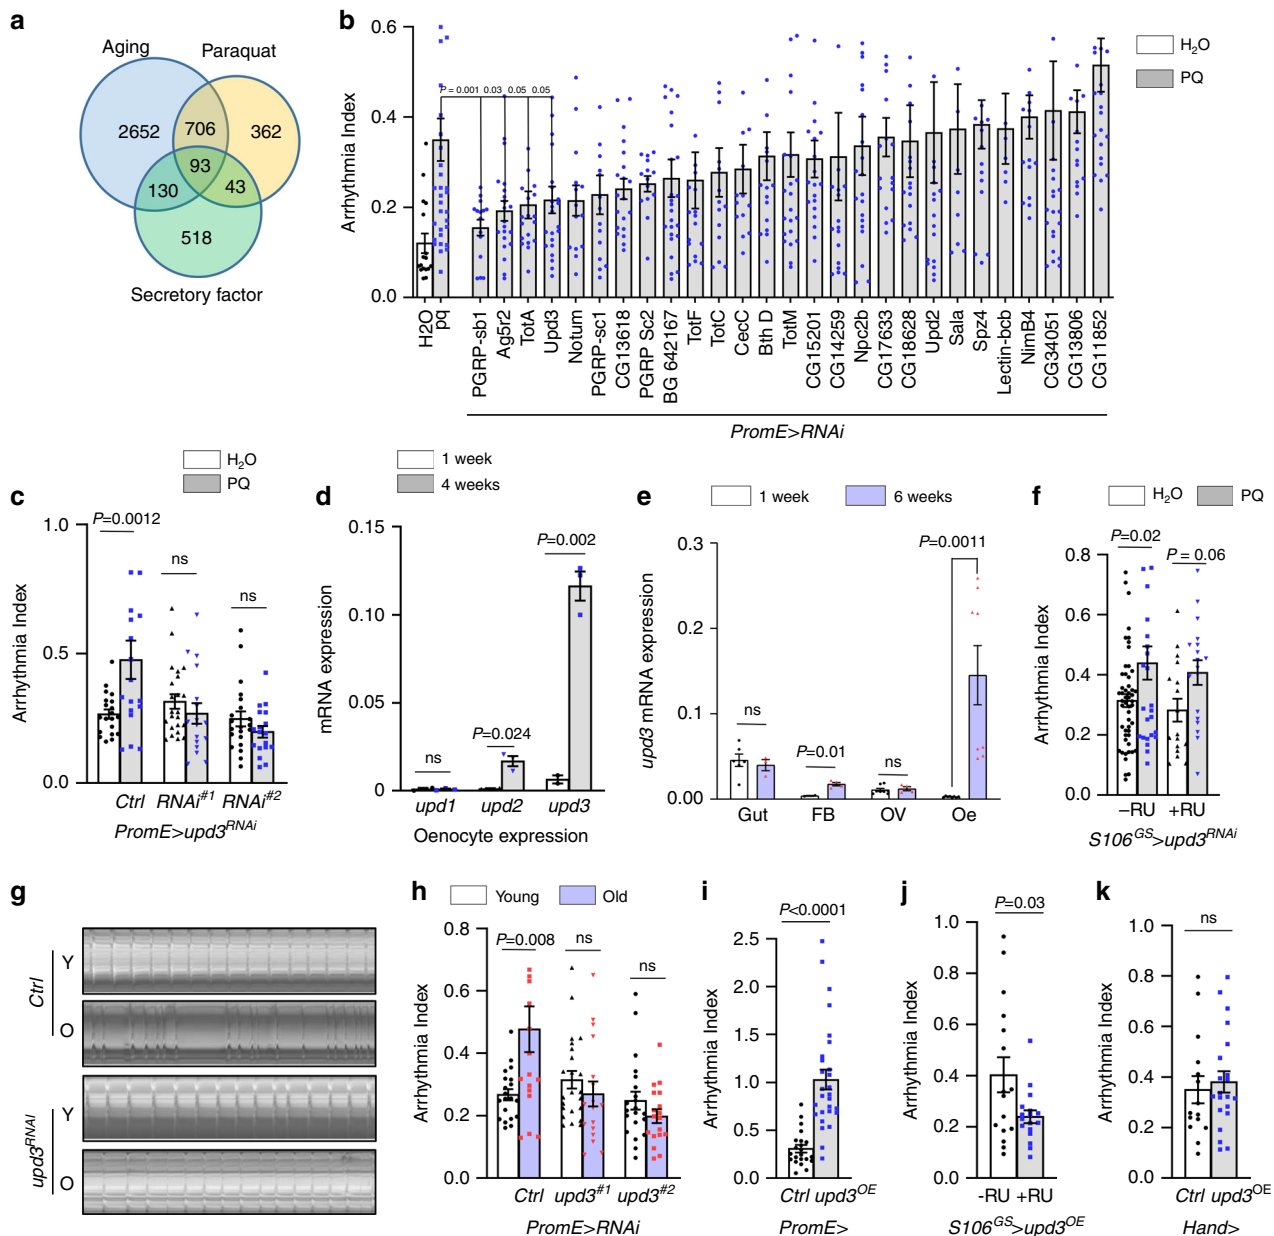 a
Aging
Paraquat
2652
706
362
93
130
43
518
Secretory factor
b
Arrhythmia Index
0.6
0.4
0.2
0.0
P = 0.001 0.03 0.05 0.05
H2O
pq
PGRP-sb1
Ag5r2
TotA
Upd3
Notum
PGRP-sc1
CG13618
PGRP Sc2
BG 642167
TotF
TotC
CecC
Bth D
TotM
CG15201
CG14259
Npc2b
CG17633
CG18628
Upd2
Sala
Spz4
Lectin-bcb
NimB4
CG34051
CG13806
CG11852
PromE>RNAi
H₂O
PQ
c
H₂O
PQ
Arrhythmia Index
1.0
0.5
0.0
P=0.0012
ns
ns
Ctrl RNAi#1 RNAi#2
PromE>upd3RNAi
d
1 week
4 weeks
mRNA expression
0.15
0.10
0.05
0
ns
P=0.024
P=0.002
upd1 upd2 upd3
Oenocyte expression
e
1 week
6 weeks
upd3 mRNA expression
0.3
0.2
0.1
0.00
ns
P=0.01
ns
P=0.0011
Gut FB OV Oe
f
H₂O
PQ
Arrhythmia Index
0.8
0.6
0.4
0.2
0.0
P=0.02
P = 0.06
−RU +RU
S106GS>upd3RNAi
g
Ctrl
Y
O
upd3RNAi
Y
O
h
Young
Old
Arrhythmia Index
0.8
0.6
0.4
0.2
0.0
P=0.008
ns
ns
Ctrl upd3#1 upd3#2
PromE>RNAi
i
Arrhythmia Index
P<0.0001
2.5
2.0
1.5
1.0
0.5
0.0
Ctrl upd3OE
PromE>
j
Arrhythmia Index
P=0.03
1.0
0.8
0.6
0.4
0.2
0.0
-RU +RU
S106GS>upd3OE
k
Arrhythmia Index
ns
1.0
0.8
0.6
0.4
0.2
0.0
Ctrl upd3OE
Hand>